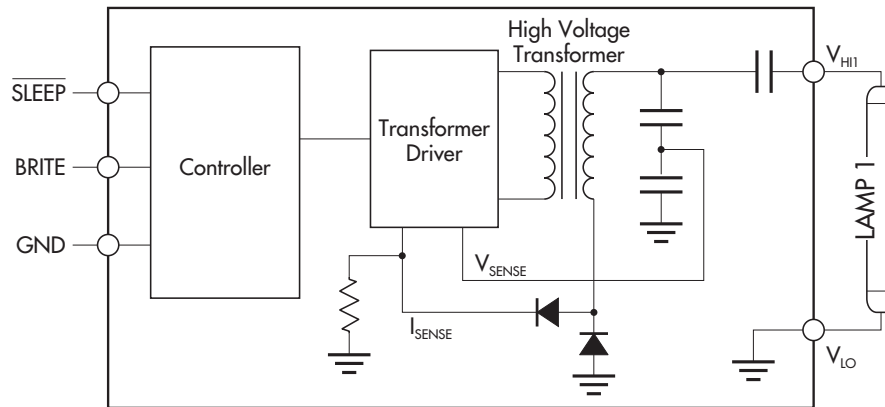 High Voltage
Transformer
V_HI1
SLEEP
Transformer
Driver
Controller
BRITE
LAMP 1
GND
V_SENSE
I_SENSE
V_LO